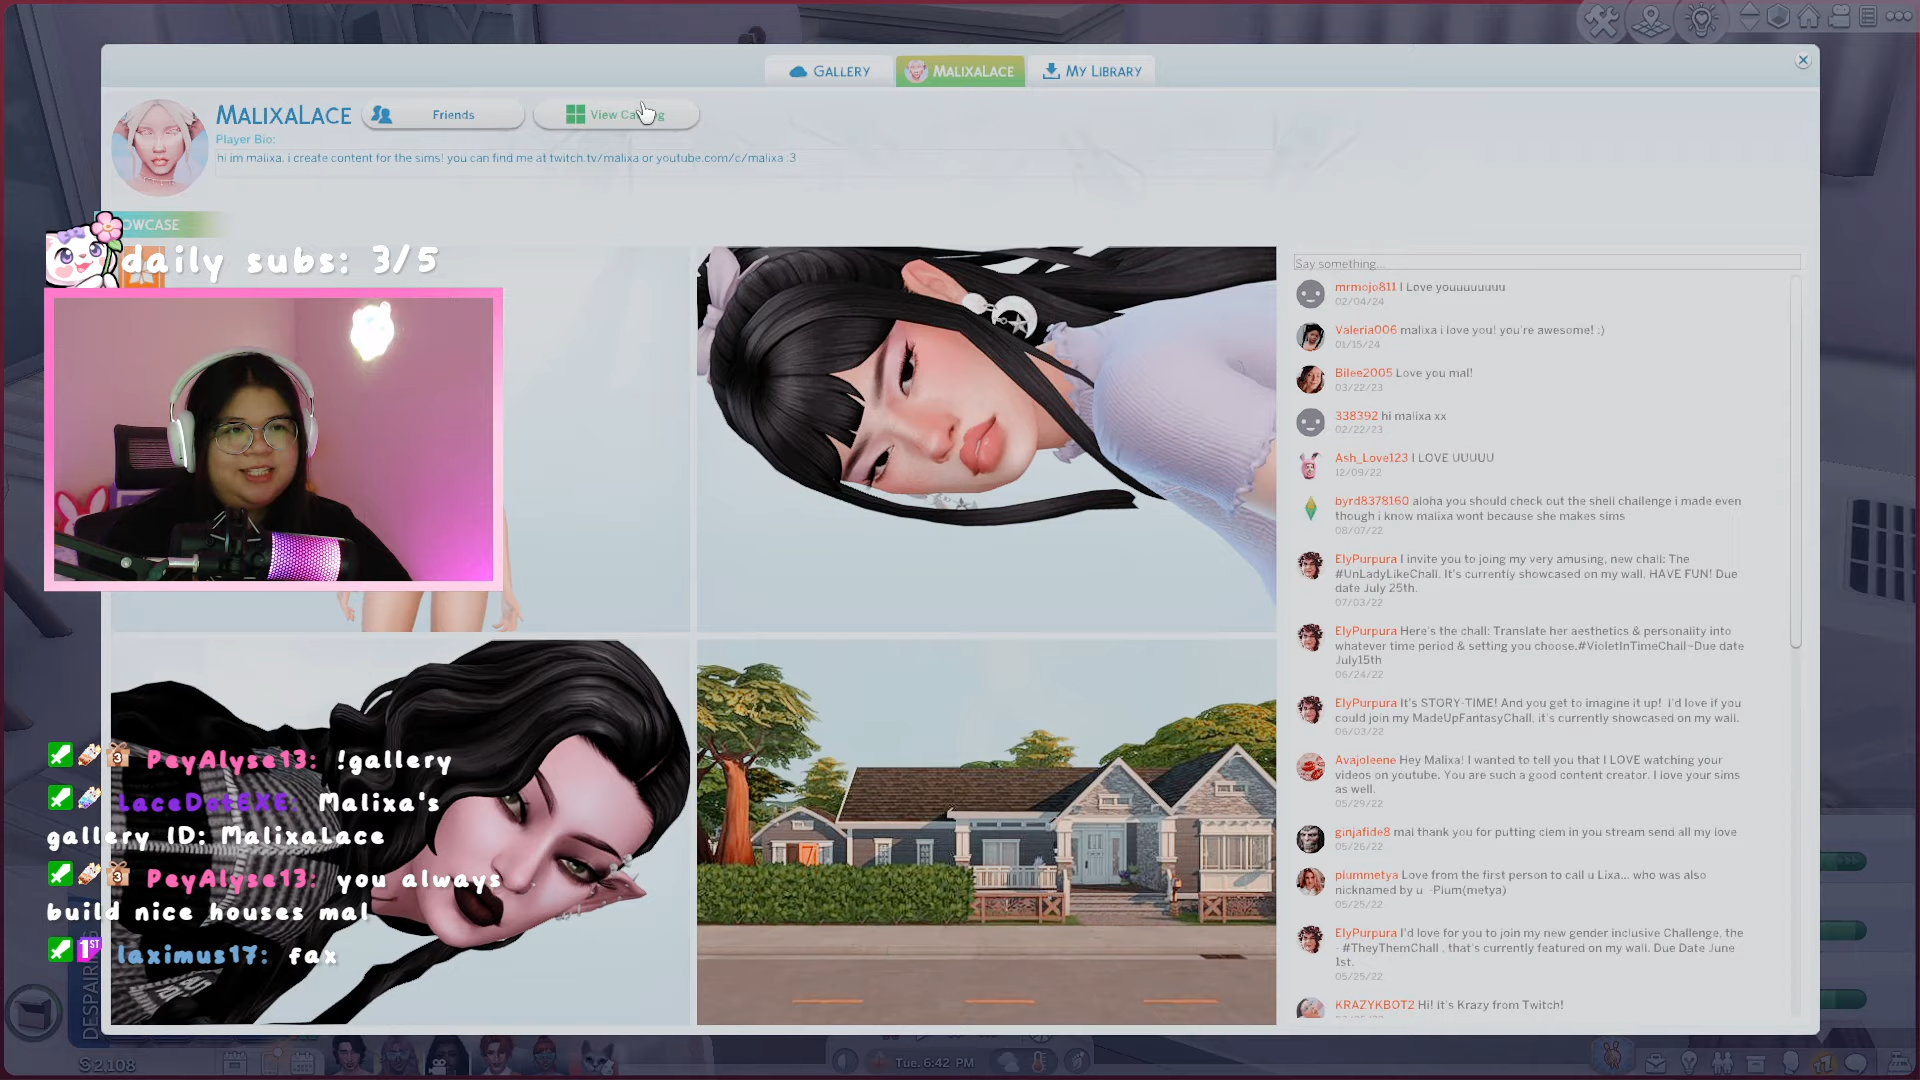 GALLERY
MALIXALACE
MY LIBRARY
MALIXALACE
Friends
Player Bio:
hi im malixa. i create content for the sims! you can find me at twitch.tv/malixa or youtube.com/c/malixa :3
daily subs: 3/5
Say something...
mrmojo811 I Love youuuuuuuu
02/04/24
Valeria006 malixa i love you! you're awesome! :)
01/15/24
Bilee2005 Love you mal!
03/22/23
338392 hi malixa xx
02/22/23
Ash_Love123 I LOVE UUUUU
12/09/22
byrd8378160 aloha you should check out the shell challenge i made even
though i know malixa wont because she makes sims
08/07/22
ElyPurpura I invite you to joing my very amusing, new chall: The
#UnLadyLikeChall. It's currently showcased on my wall. HAVE FUN! Due
date July 25th.
07/03/22
ElyPurpura Here's the chall: Translate her aesthetics & personality into
whatever time period & setting you choose.#VioletInTimeChall-Due date
July15th
06/24/22
ElyPurpura It's STORY-TIME! And you get to imagine it up! I'd love if you
could join my MadeUpFantasyChall, it's currently showcased on my wall.
06/03/22
Avajoleene Hey Malixa! I wanted to tell you that I LOVE watching your
videos on youtube. You are such a good content creator. I love your sims
as well.
05/29/22
ginjafide8 mal thank you for putting clem in you stream send all my love
05/26/22
plummetya Love from the first person to call u Lixa... who was also
nicknamed by u -Plum(metya)
05/25/22
ElyPurpura I'd love for you to join my new gender inclusive Challenge, the
- #TheyThemChall , that's currently featured on my wall. Due Date June
1st.
05/25/22
KRAZYKBOT2 Hi! it's Krazy from Twitch!
PeyAlyse13: !gallery
LaceDotEXE: Malixa's
gallery ID: MalixaLace
PeyAlyse13: you always
build nice houses mal
1ST laximus17: fax
§2,108
Tue. 6:42 PM